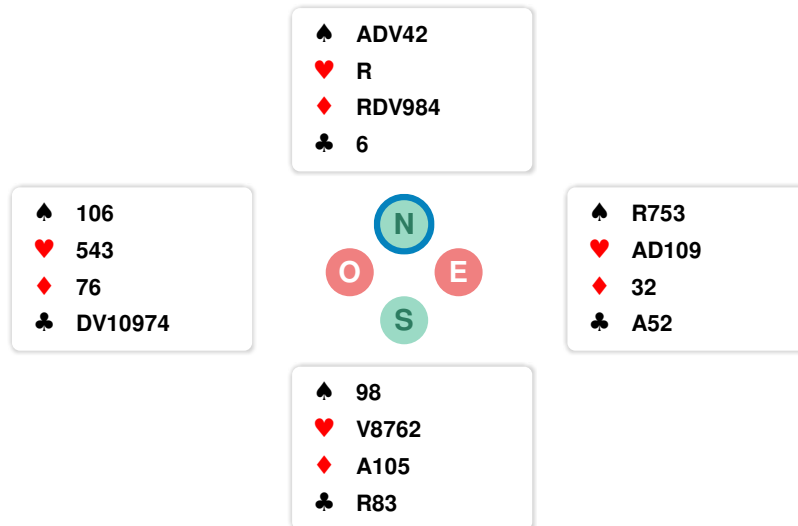 ♠ ADV42
♥ R
♦ RDV984
♣ 6
♠ 106
♥ 543
♦ 76
♣ DV10974
N
O E
S
♠ R753
♥ AD109
♦ 32
♣ A52
♠ 98
♥ V8762
♦ A105
♣ R83